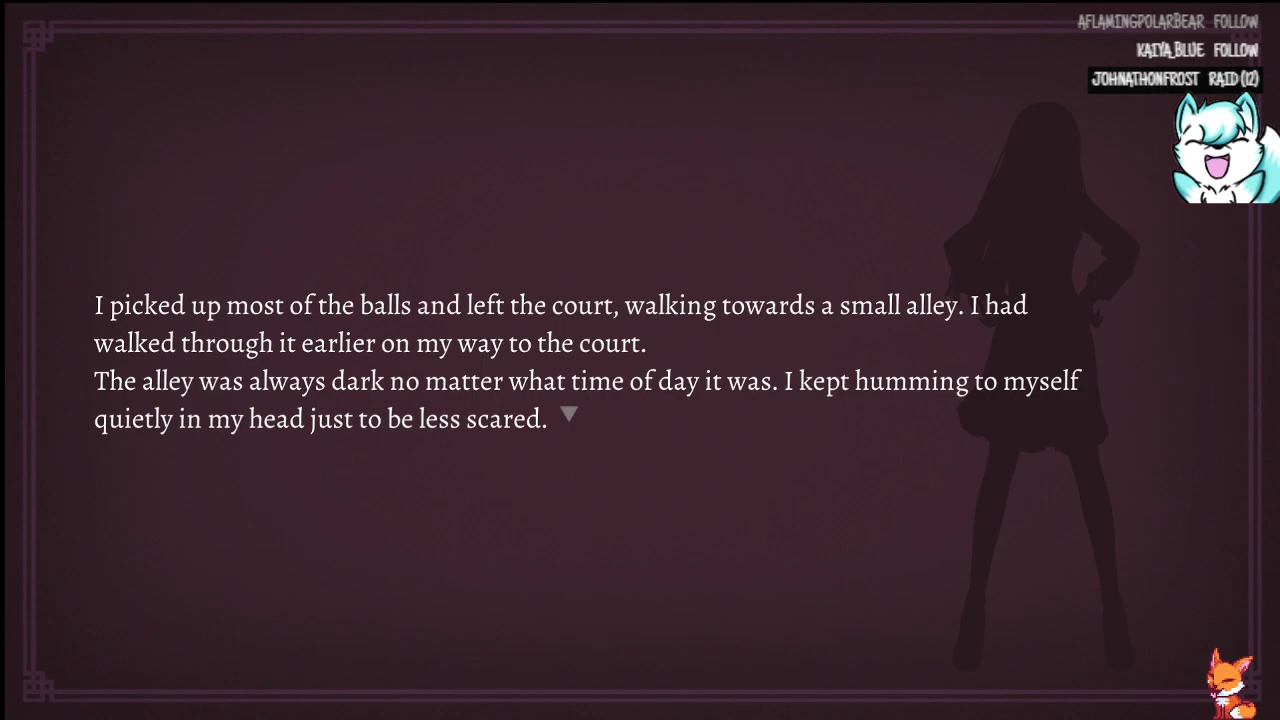 AFLAMINGPOLARBEAR FOLLOW
KAIYA_BLUE FOLLOW
JOHNATHONFROST RAID (12)
I picked up most of the balls and left the court, walking towards a small alley. I had
walked through it earlier on my way to the court.
The alley was always dark no matter what time of day it was. I kept humming to myself
quietly in my head just to be less scared.